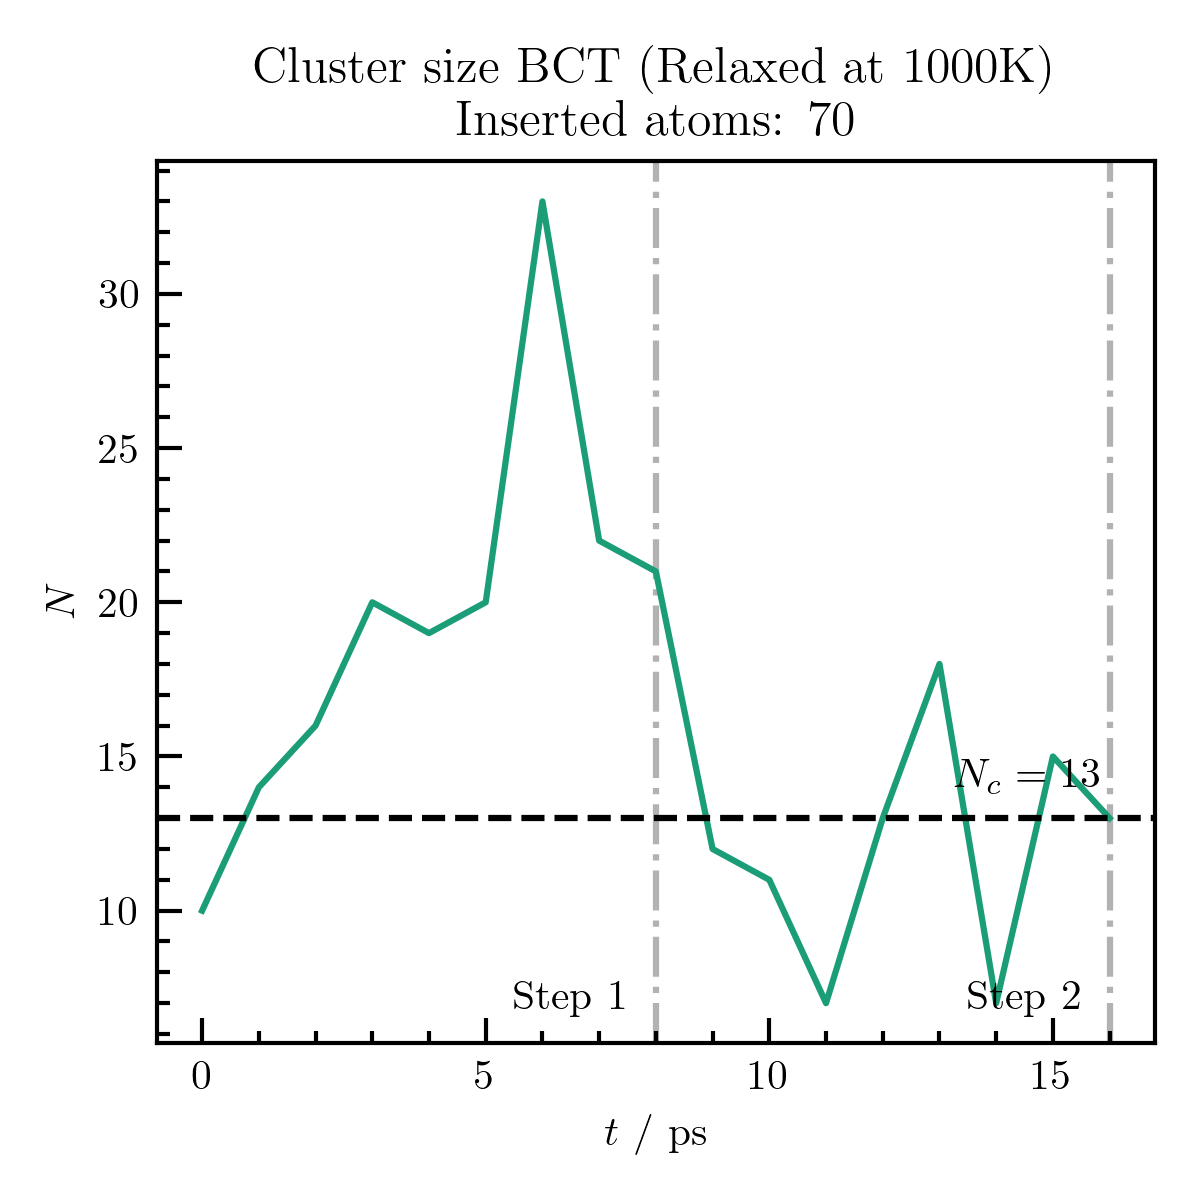 Cluster size BCT (Relaxed at 1000K)
Inserted atoms: 70
30
25
20
15
10
N
N_c = 13
Step 1
Step 2
0
5
10
15
t / ps